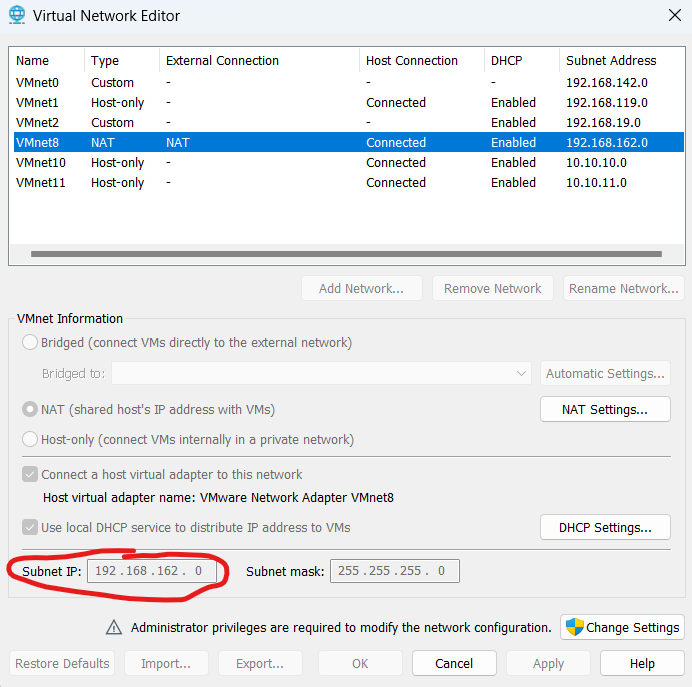 Virtual Network Editor
Name Type External Connection Host Connection DHCP Subnet Address
VMnet0 Custom - - - 192.168.142.0
VMnet1 Host-only - Connected Enabled 192.168.119.0
VMnet2 Custom - - Enabled 192.168.19.0
VMnet8 NAT NAT Connected Enabled 192.168.162.0
VMnet10 Host-only - Connected Enabled 10.10.10.0
VMnet11 Host-only - Connected Enabled 10.10.11.0
Add Network... Remove Network Rename Network...
VMnet Information
Bridged (connect VMs directly to the external network)
Bridged to: Automatic Settings...
NAT (shared host's IP address with VMs) NAT Settings...
Host-only (connect VMs internally in a private network)
Connect a host virtual adapter to this network
Host virtual adapter name: VMware Network Adapter VMnet8
Use local DHCP service to distribute IP address to VMs DHCP Settings...
Subnet IP: 192 . 168 . 162 . 0 Subnet mask: 255 . 255 . 255 . 0
Administrator privileges are required to modify the network configuration. Change Settings
Restore Defaults Import... Export... OK Cancel Apply Help